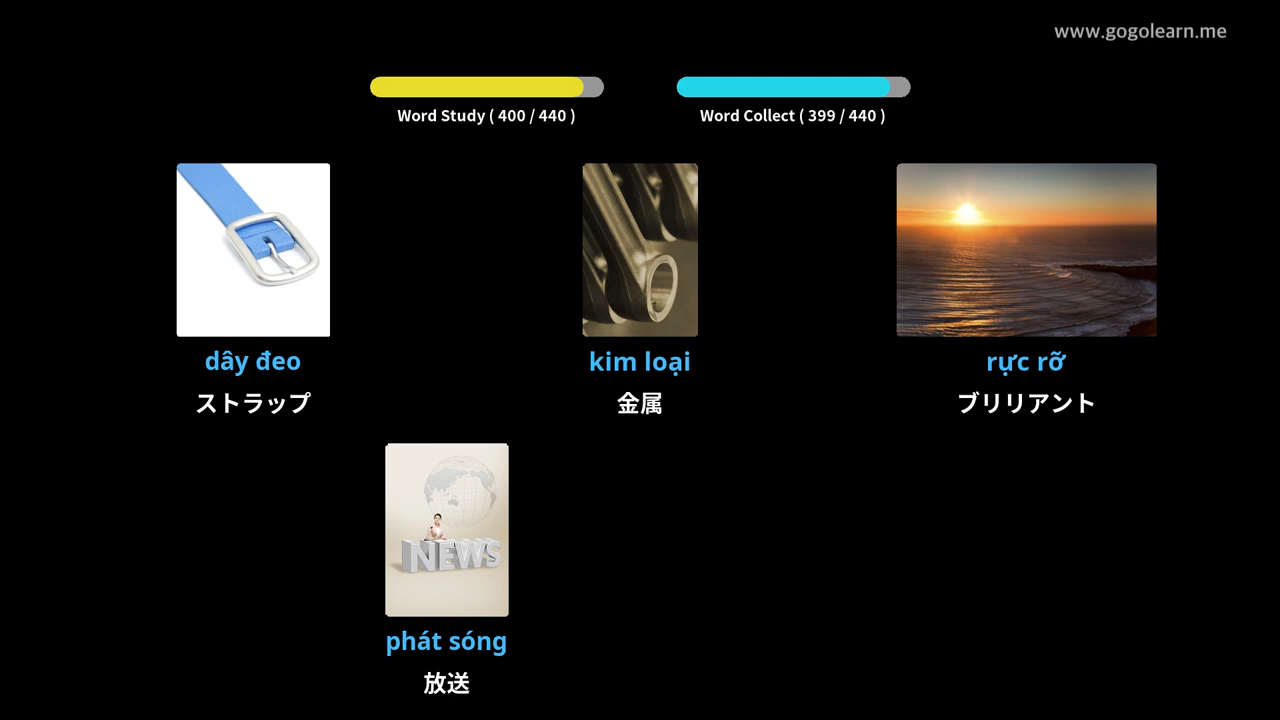 www.gogolearn.me
Word Study ( 400 / 440 )
Word Collect ( 399 / 440 )
dây đeo
ストラップ
kim loại
金属
rực rỡ
ブリリアント
NEWS
phát sóng
放送